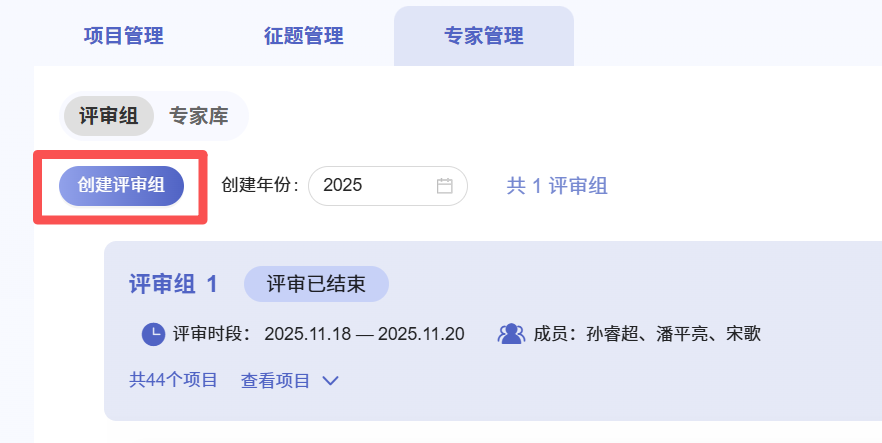 项目管理 征题管理 专家管理
评审组 专家库
创建评审组 创建年份： 2025 共 1 评审组
评审组 1 评审已结束
评审时段： 2025.11.18 — 2025.11.20 成员：孙睿超、潘平亮、宋歌
共44个项目 查看项目